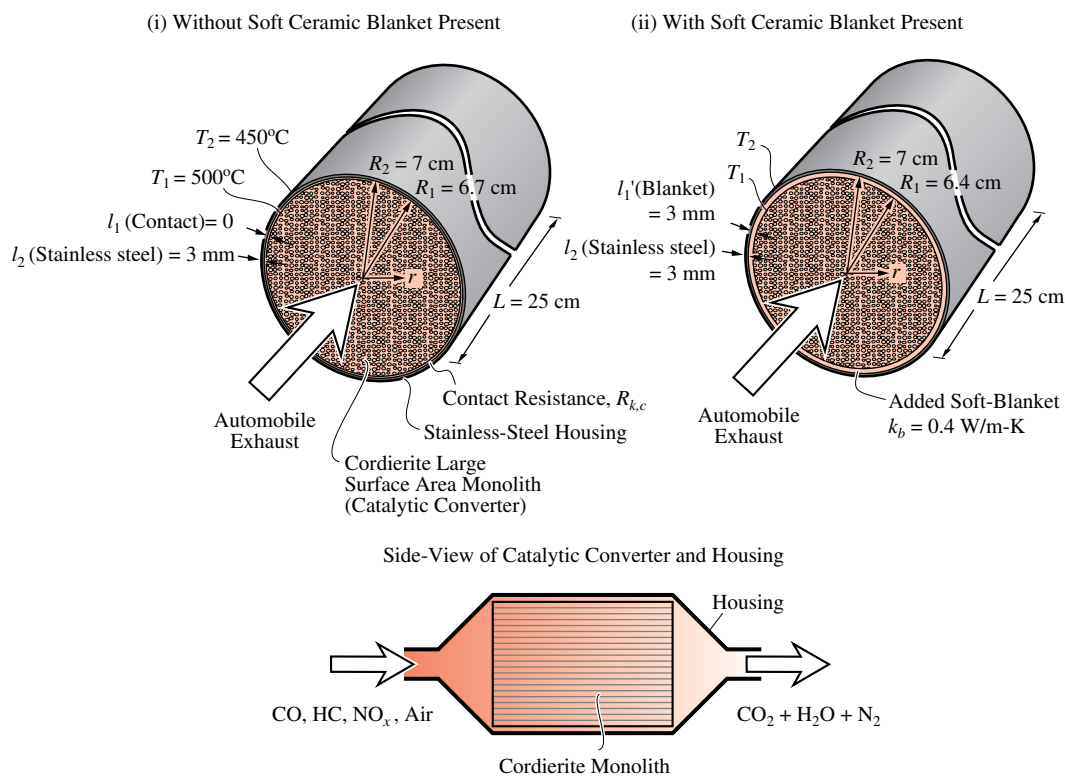 (i) Without Soft Ceramic Blanket Present
T₂ = 450ºC
T₁ = 500ºC
l₁ (Contact)= 0
l₂ (Stainless steel) = 3 mm
R₂ = 7 cm
R₁ = 6.7 cm
r
L = 25 cm
Automobile
Exhaust
Contact Resistance, Rₖ,c
Stainless-Steel Housing
Cordierite Large
Surface Area Monolith
(Catalytic Converter)
(ii) With Soft Ceramic Blanket Present
T₂
T₁
l₁'(Blanket)
= 3 mm
l₂ (Stainless steel)
= 3 mm
R₂ = 7 cm
R₁ = 6.4 cm
r
L = 25 cm
Automobile
Exhaust
Added Soft-Blanket
k_b = 0.4 W/m-K
Side-View of Catalytic Converter and Housing
Housing
CO, HC, NOₓ, Air
CO₂ + H₂O + N₂
Cordierite Monolith